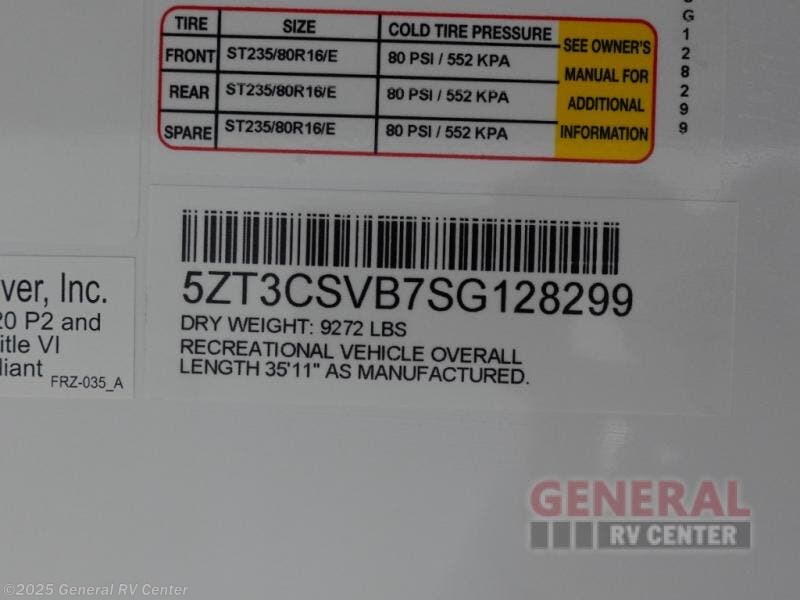 TIRE SIZE COLD TIRE PRESSURE
FRONT ST235/80R16/E 80 PSI / 552 KPA
REAR ST235/80R16/E 80 PSI / 552 KPA
SPARE ST235/80R16/E 80 PSI / 552 KPA
SEE OWNER'S
MANUAL FOR
ADDITIONAL
INFORMATION
G
1
2
8
2
9
9
5ZT3CSVB7SG128299
DRY WEIGHT: 9272 LBS
RECREATIONAL VEHICLE OVERALL
LENGTH 35'11" AS MANUFACTURED.
ver, Inc.
20 P2 and
itle VI
liant
FRZ-035_A
GENERAL
RV CENTER
©2025 General RV Center